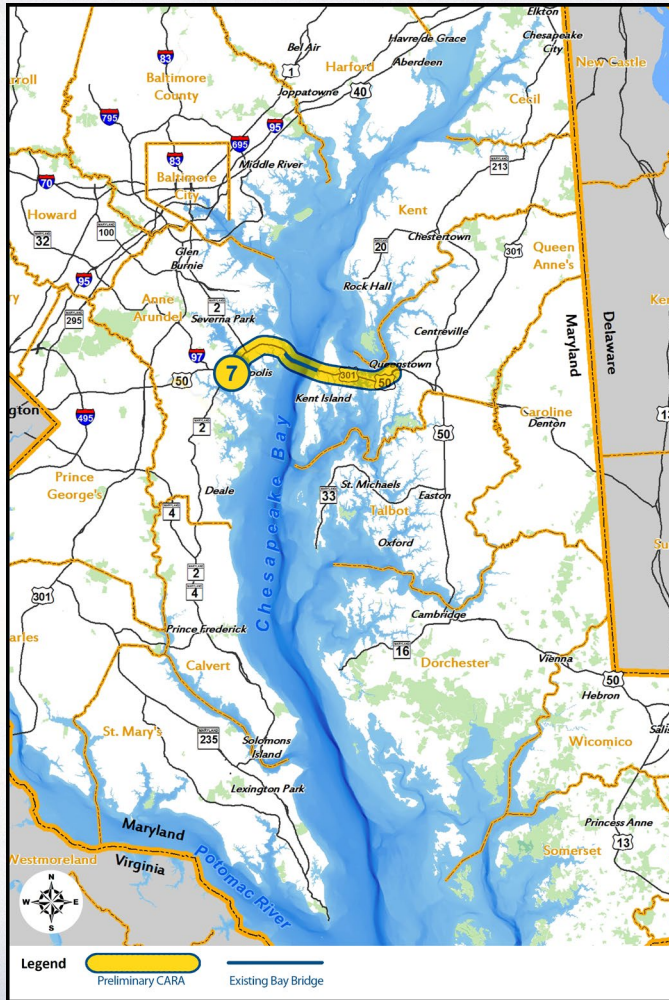 Elkton
Havre de Grace
Chesapeake
City
Bel Air
Harford
Aberdeen
New Castle
83
Baltimore
County
1
Joppatowne
40
Cecil
795
95
695
83
Middle River
213
70
Baltimore
City
Kent
Howard
20
Chestertown
32
100
Queen
Anne's
301
Glen
Burnie
Rock Hall
95
Anne
Arundel
2
Severna Park
Centreville
295
Maryland
Delaware
97
Queenstown
50
7
301
50
Kent Island
Caroline
Denton
495
2
50
Chesapeake Bay
Prince
George's
St. Michaels
33
Easton
Deale
Talbot
4
Oxford
2
4
301
Cambridge
Prince Frederick
16
Calvert
Dorchester
Vienna
50
Hebron
St. Mary's
235
Solomons
Island
Wicomico
Lexington Park
Maryland
Virginia
Princess Anne
13
Westmoreland
Potomac River
Somerset
N
W
E
S
Legend
Preliminary CARA
Existing Bay Bridge